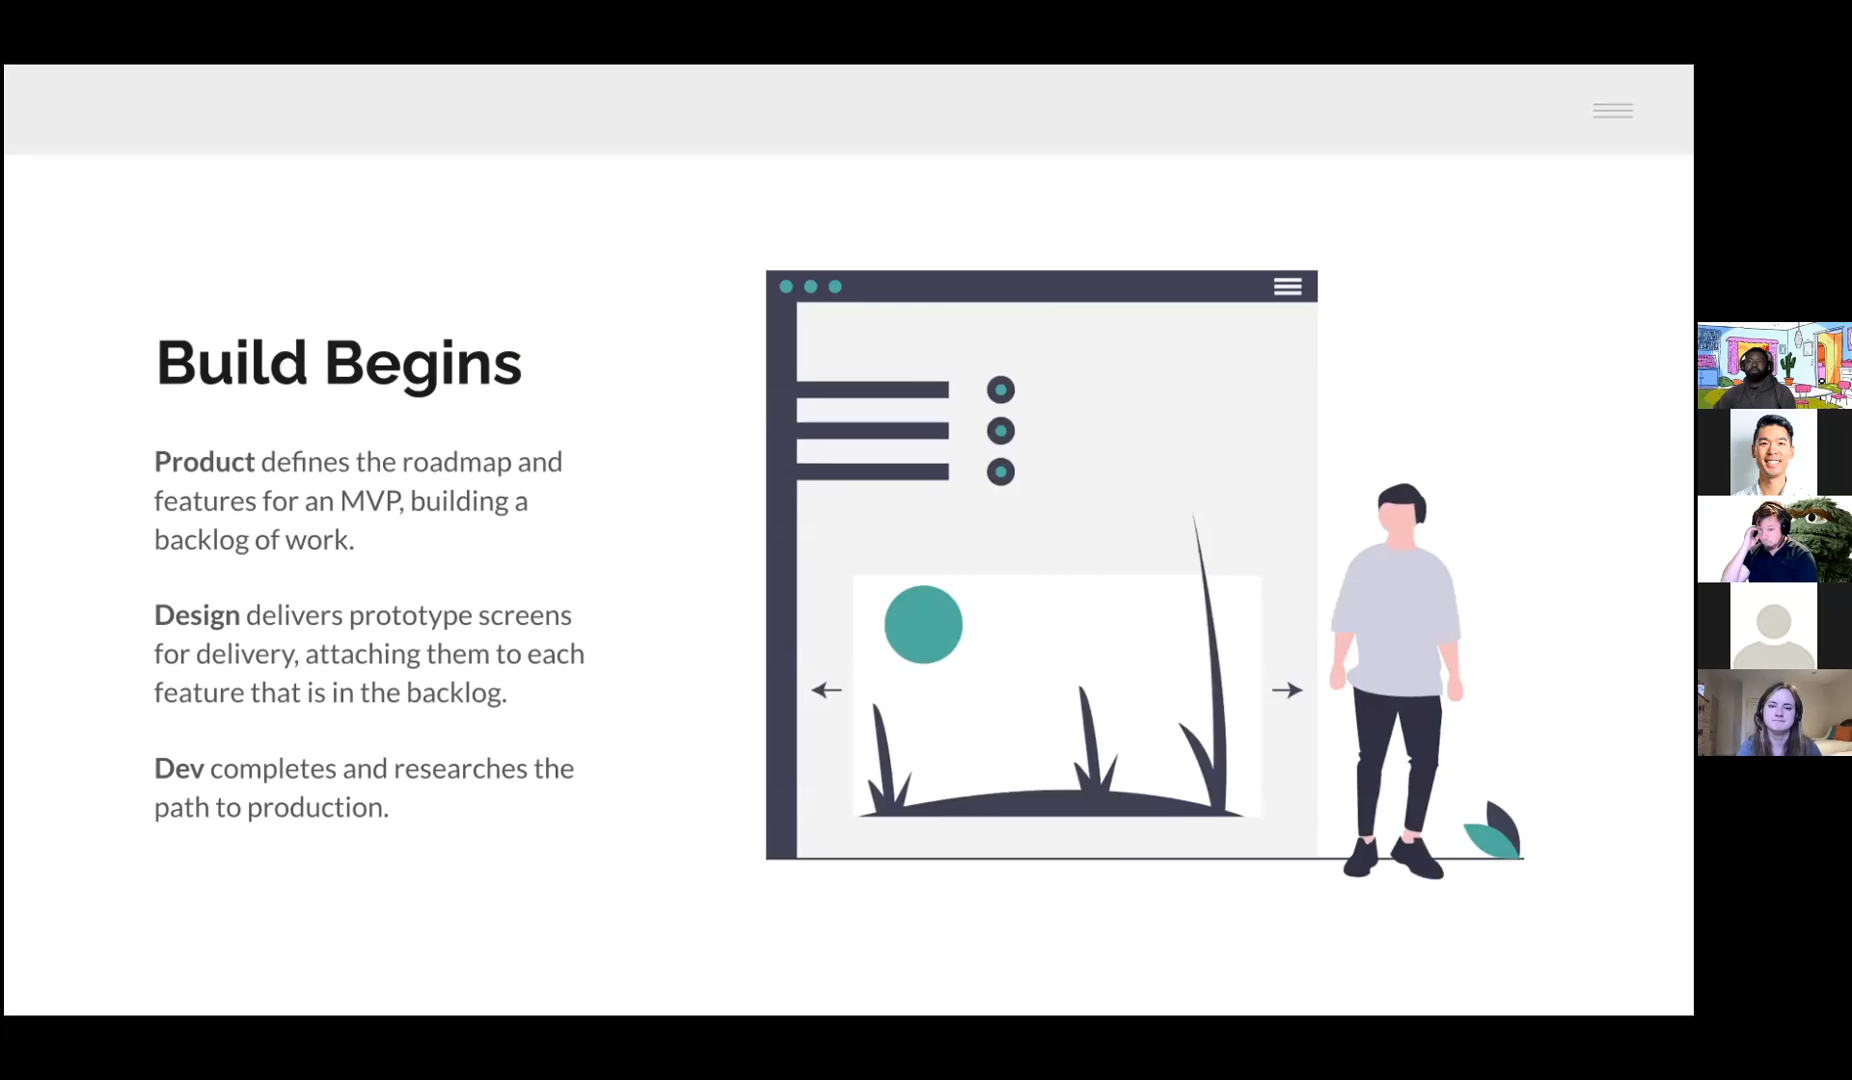 Build Begins
Product defines the roadmap and
features for an MVP, building a
backlog of work.
Design delivers prototype screens
for delivery, attaching them to each
feature that is in the backlog.
Dev completes and researches the
path to production.